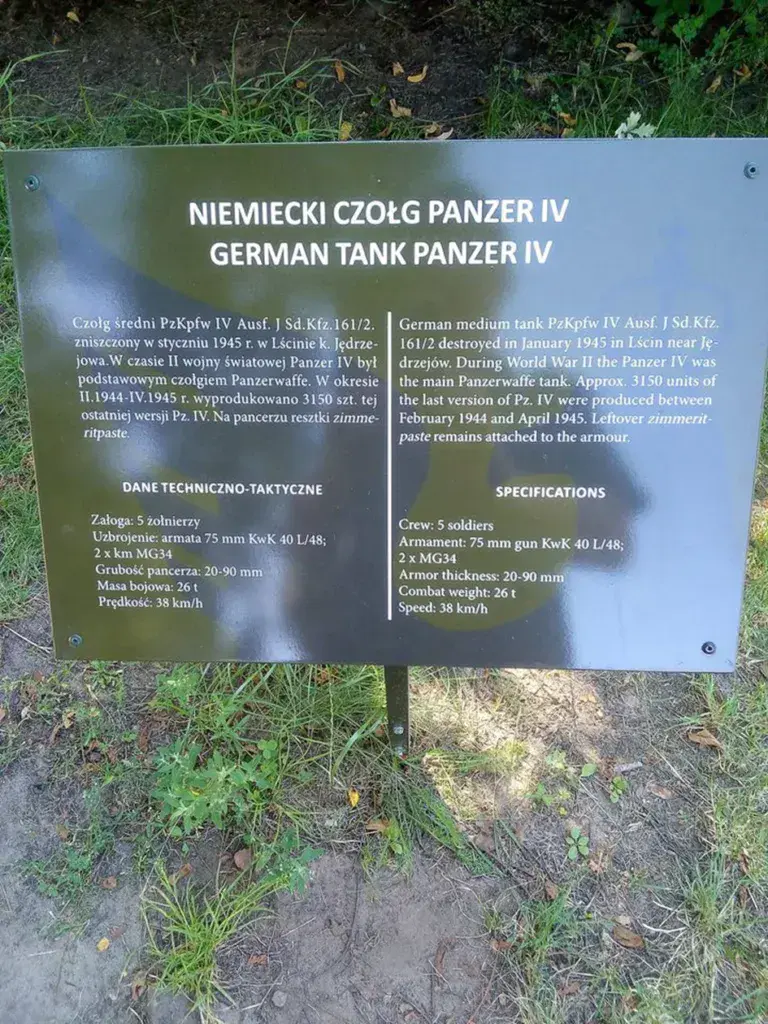 NIEMIECKI CZOŁG PANZER IV
GERMAN TANK PANZER IV
Czołg średni PzKpfw IV Ausf. J Sd.Kfz.161/2.
zniszczony w styczniu 1945 r. w Lścinie k. Jędrze-
jowa.W czasie II wojny światowej Panzer IV był
podstawowym czołgiem Panzerwaffe. W okresie
II.1944-IV.1945 r. wyprodukowano 3150 szt. tej
ostatniej wersji Pz. IV. Na pancerzu resztki zimme-
ritpaste.
DANE TECHNICZNO-TAKTYCZNE
Załoga: 5 żołnierzy
Uzbrojenie: armata 75 mm KwK 40 L/48;
2 x km MG34
Grubość pancerza: 20-90 mm
Masa bojowa: 26 t
Prędkość: 38 km/h
German medium tank PzKpfw IV Ausf. J Sd.Kfz.
161/2 destroyed in January 1945 in Lścin near Ję-
drzejów. During World War II the Panzer IV was
the main Panzerwaffe tank. Approx. 3150 units of
the last version of Pz. IV were produced between
February 1944 and April 1945. Leftover zimmerit-
paste remains attached to the armour.
SPECIFICATIONS
Crew: 5 soldiers
Armament: 75 mm gun KwK 40 L/48;
2 x MG34
Armor thickness: 20-90 mm
Combat weight: 26 t
Speed: 38 km/h